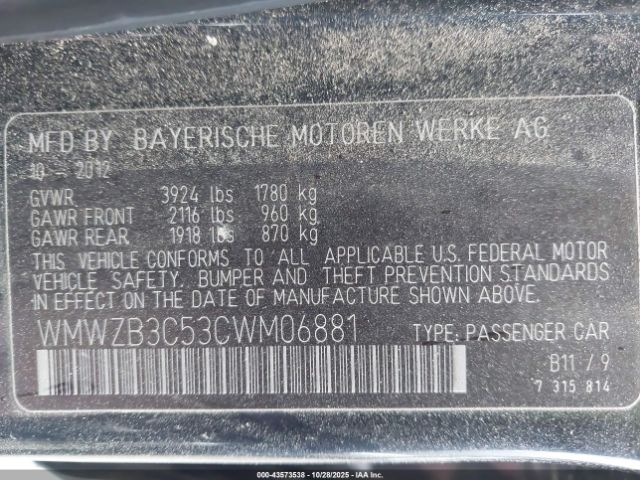 MFD BY BAYERISCHE MOTOREN WERKE AG
10 - 2012
GVWR 3924 lbs 1780 kg
GAWR FRONT 2116 lbs 960 kg
GAWR REAR 1918 lbs 870 kg
THIS VEHICLE CONFORMS TO ALL APPLICABLE U.S. FEDERAL MOTOR
VEHICLE SAFETY, BUMPER AND THEFT PREVENTION STANDARDS
IN EFFECT ON THE DATE OF MANUFACTURE SHOWN ABOVE.
WMWZB3C53CWM06881 TYPE: PASSENGER CAR
B11 / 9
7 315 814
000-43573538 | 10/28/2025 - IAA Inc.